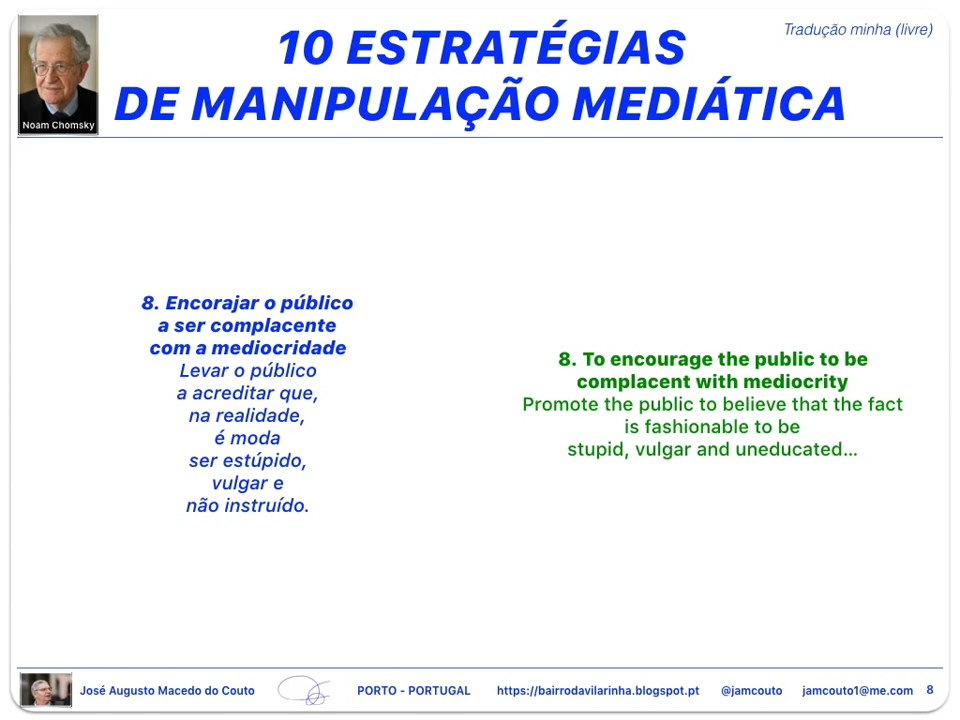 Noam Chomsky
Tradução minha (livre)
10 ESTRATÉGIAS
DE MANIPULAÇÃO MEDIÁTICA
8. Encorajar o público
a ser complacente
com a mediocridade
Levar o público
a acreditar que,
na realidade,
é moda
ser estúpido,
vulgar e
não instruído.
8. To encourage the public to be
complacent with mediocrity
Promote the public to believe that the fact
is fashionable to be
stupid, vulgar and uneducated...
José Augusto Macedo do Couto PORTO - PORTUGAL https://bairrodavilarinha.blogspot.pt @jamcouto jamcouto1@me.com 8